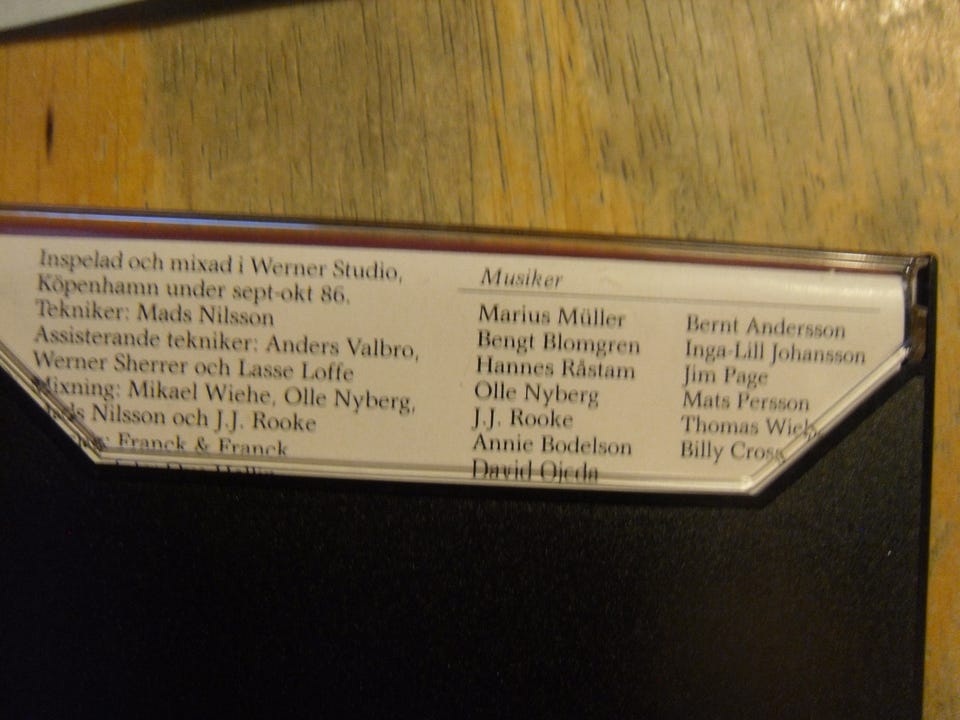 Inspelad och mixad i Werner Studio,
Köpenhamn under sept-okt 86.
Tekniker: Mads Nilsson
Assisterande tekniker: Anders Valbro,
Werner Sherrer och Lasse Loffe
Mixning: Mikael Wiehe, Olle Nyberg,
Mads Nilsson och J.J. Rooke
Franck & Franck
Musiker
Marius Müller
Bengt Blomgren
Hannes Råstam
Olle Nyberg
J.J. Rooke
Annie Bodelson
David Ojeda
Bernt Andersson
Inga-Lill Johansson
Jim Page
Mats Persson
Thomas
Billy Cross